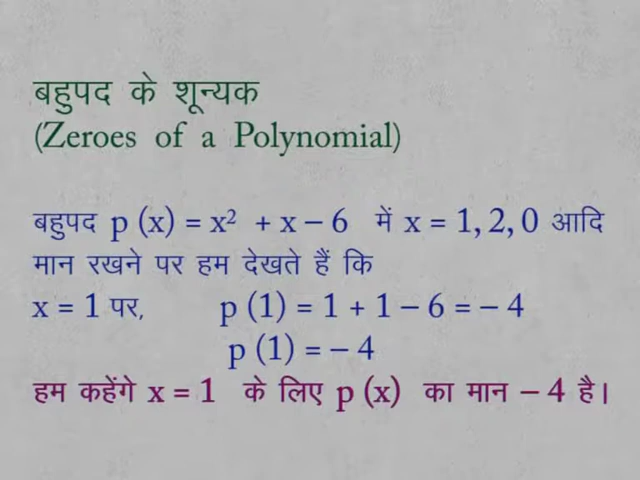 बहुपद के शून्यक
(Zeroes of a Polynomial)
बहुपद p (x) = x² + x – 6 में x = 1, 2, 0 आदि
मान रखने पर हम देखते हैं कि
x = 1 पर, p (1) = 1 + 1 – 6 = – 4
p (1) = – 4
हम कहेंगे x = 1 के लिए p (x) का मान – 4 है।